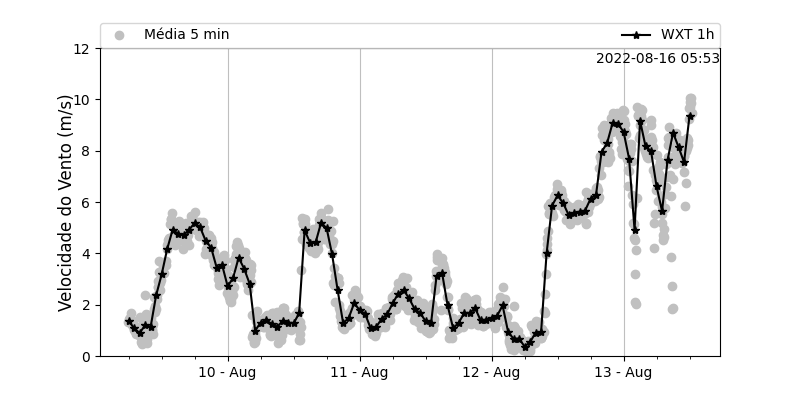 Média 5 min
WXT 1h
2022-08-16 05:53
Velocidade do Vento (m/s)
12
10
8
6
4
2
0
10 - Aug
11 - Aug
12 - Aug
13 - Aug